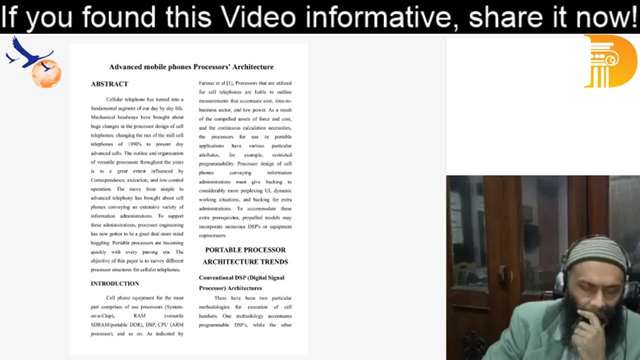 If you found this Video informative, share it now!
Advanced mobile phones Processors' Architecture
ABSTRACT
Cellular telephone has turned into a
fundamental segment of our day by day life.
Mechanical headways have brought about
huge changes in the processor design of cell
telephones, changing the run of the mill cell
telephones of 1990's to present day
advanced cells. The outline and organization
of versatile processors throughout the years
is to a great extent influenced by
Correspondence, execution, and low control
operation. The move from simple to
advanced telephony has brought about cell
phones conveying an extensive variety of
information administrations. To support
these administrations, processor engineering
has now gotten to be a great deal more mind
boggling. Portable processors are becoming
quickly with every passing era. The
objective of this paper is to survey different
processor structures for cellular telephones.
INTRODUCTION
Cell phone equipment for the most
part comprises of one processors (System-
on-a-Chip), RAM (versatile
SDRAM/portable DDR), DSP, CPU (ARM
processor), and so on. As indicated by
et al [1], Processors that are utilized
for cell telephones are liable to outline
measurements that accentuate cost, time-to-
business sector, and low power. As a result
of the compelled assets of force and cost,
and the continuous calculation necessities,
the processors for use in portable
applications have various particular
attributes, for example, restricted
programmability. Processor design of cell
phones conveying information
administrations must give backing to
considerably more perplexing UI, dynamic
working situations, and backing for extra
administrations. To accommodate these
extra prerequisites, propelled models may
incorporate numerous DSP's or equipment
coprocessors.
PORTABLE PROCESSOR
ARCHITECTURE TRENDS
Conventional DSP (Digital Signal
Processor) Architectures
There have been two particular
methodologies for execution of cell
handsets. One methodology accentuates
programmable DSP's, while the other